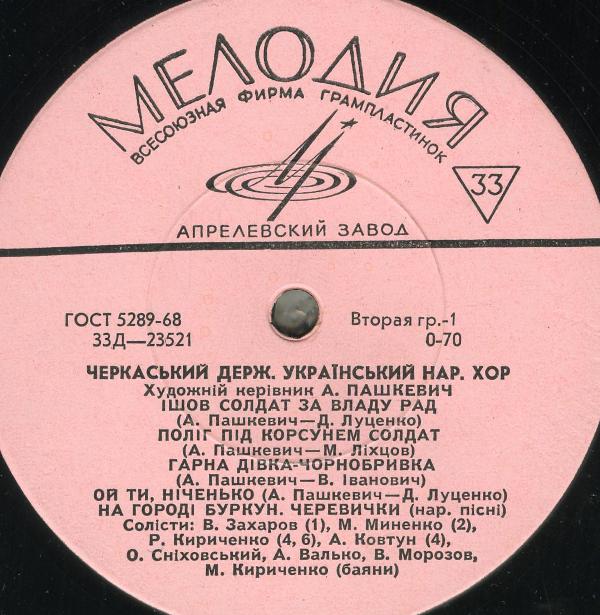 МЕЛОДИЯ
ВСЕСОЮЗНАЯ ФИРМА ГРАМПЛАСТИНОК
33
АПРЕЛЕВСКИЙ ЗАВОД
ГОСТ 5289-68 Вторая гр.-1
33Д—23521 0-70
ЧЕРКАСЬКИЙ ДЕРЖ. УКРАЇНСЬКИЙ НАР. ХОР
Художній керівник А. ПАШКЕВИЧ
ІШОВ СОЛДАТ ЗА ВЛАДУ РАД
(А. Пашкевич—Д. Луценко)
ПОЛІГ ПІД КОРСУНЕМ СОЛДАТ
(А. Пашкевич—М. Ліхцов)
ГАРНА ДІВКА-ЧОРНОБРИВКА
(А. Пашкевич—В. Іванович)
ОЙ ТИ, НІЧЕНЬКО (А. Пашкевич—Д. Луценко)
НА ГОРОДІ БУРКУН. ЧЕРЕВИЧКИ (нар. пісні)
Солісти: В. Захаров (1), М. Миненко (2),
Р. Кириченко (4, 6), А. Ковтун (4),
О. Сніховський, А. Валько, В. Морозов,
М. Кириченко (баяни)